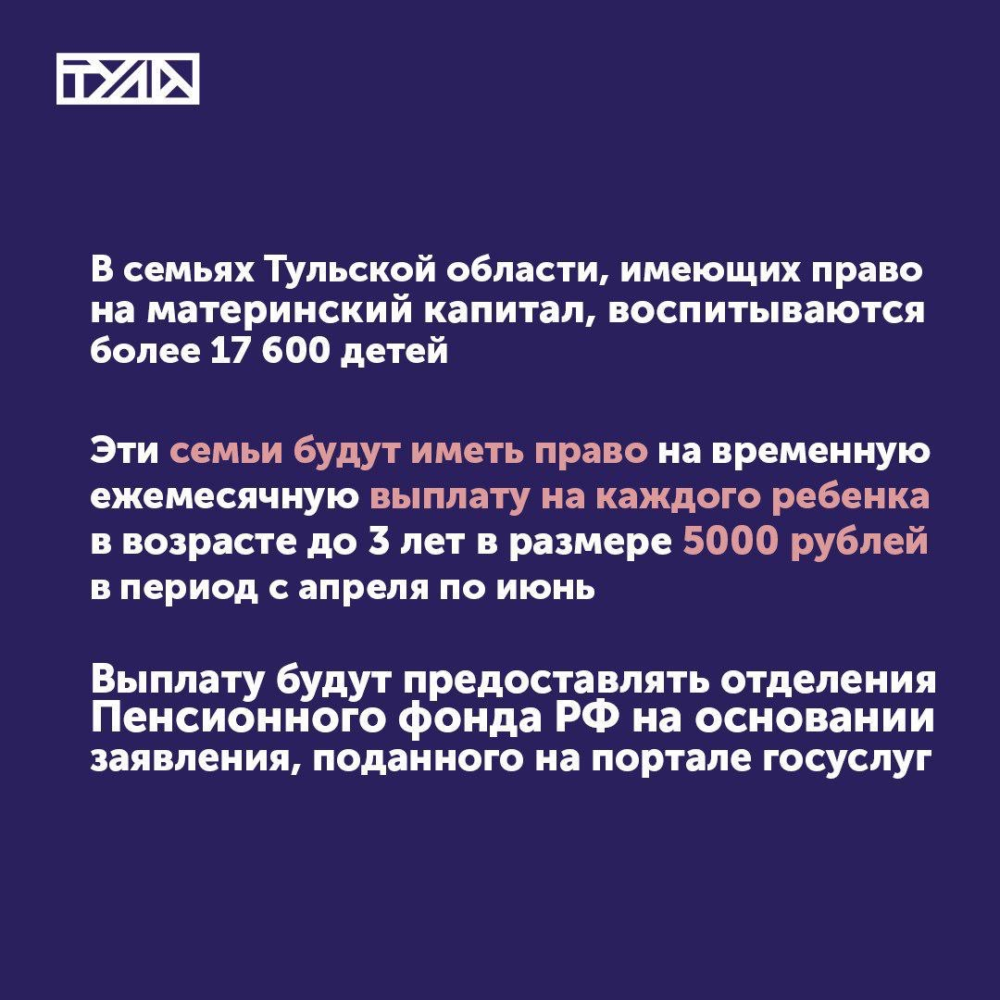 ТУЛА
В семьях Тульской области, имеющих право
на материнский капитал, воспитываются
более 17 600 детей
Эти семьи будут иметь право на временную
ежемесячную выплату на каждого ребенка
в возрасте до 3 лет в размере 5000 рублей
в период с апреля по июнь
Выплату будут предоставлять отделения
Пенсионного фонда РФ на основании
заявления, поданного на портале госуслуг